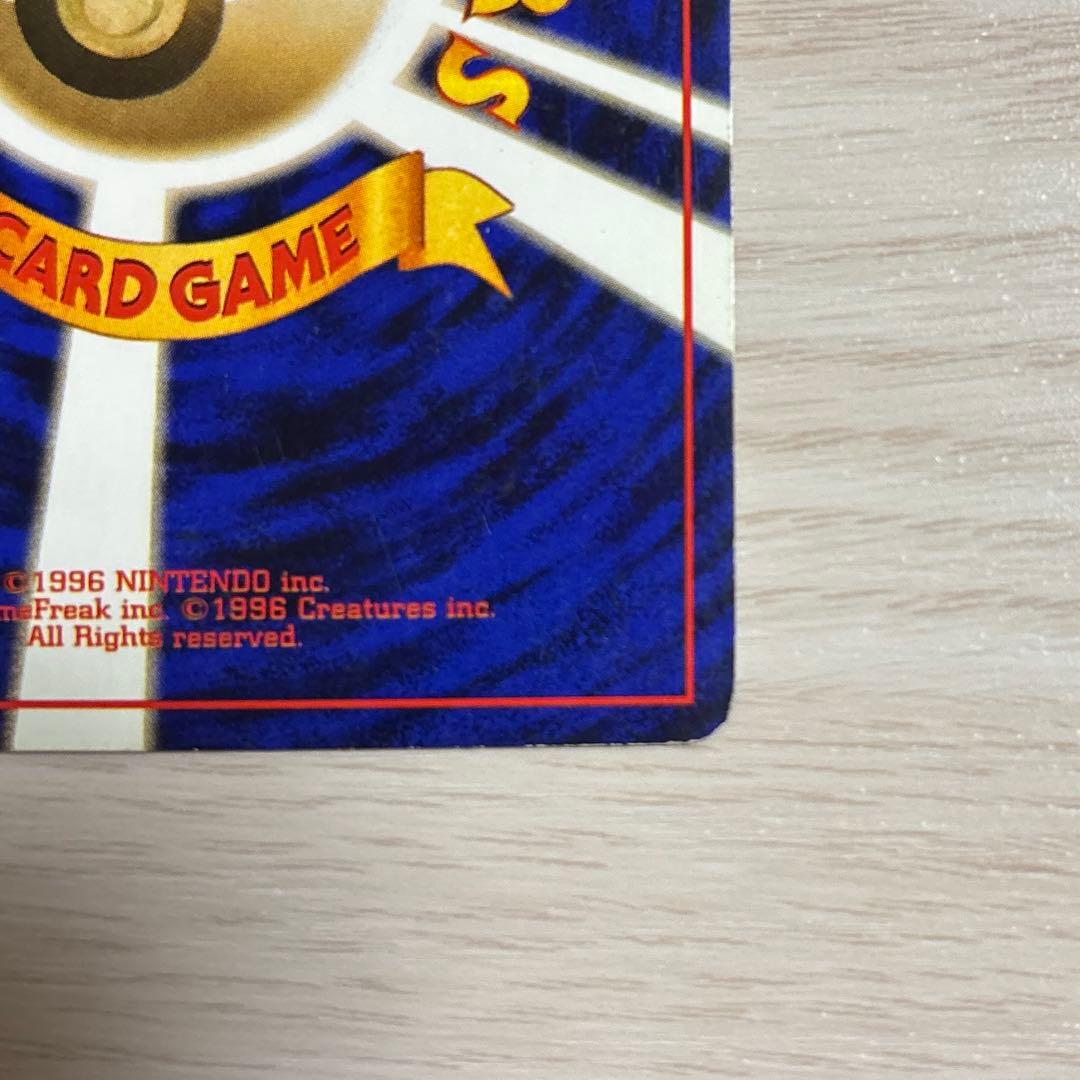 S
CARD GAME
©1996 NINTENDO inc.
meFreak inc. ©1996 Creatures inc.
All Rights reserved.